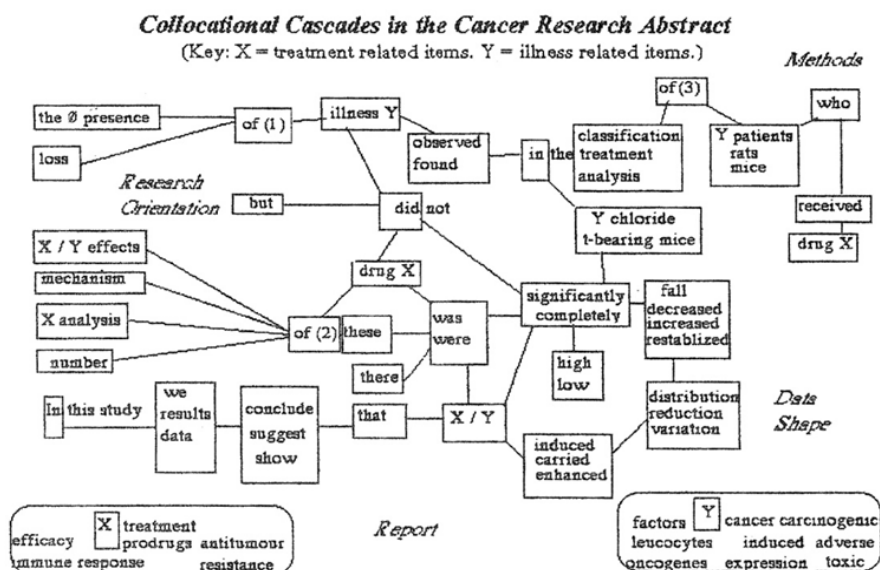 Collocational Cascades in the Cancer Research Abstract
(Key: X = treatment related items. Y = illness related items.)
Methods
of (3)
who
the Ø presence
of (1)
illness Y
loss
observed
found
in the
classification
treatment
analysis
Y patients
rats
mice
Research
Orientation
but
did not
received
Y chloride
t-bearing mice
drug X
X / Y effects
mechanism
drug X
X analysis
of (2)
these
was
were
significantly
completely
fall
decreased
increased
restablized
number
there
high
low
In this study
we
results
data
conclude
suggest
show
that
X / Y
induced
carried
enhanced
distribution
reduction
variation
Data
Shape
Report
X treatment
efficacy prodrugs antitumour
immune response resistance
factors Y cancer carcinogenic
leucocytes induced adverse
oncogenes expression toxic